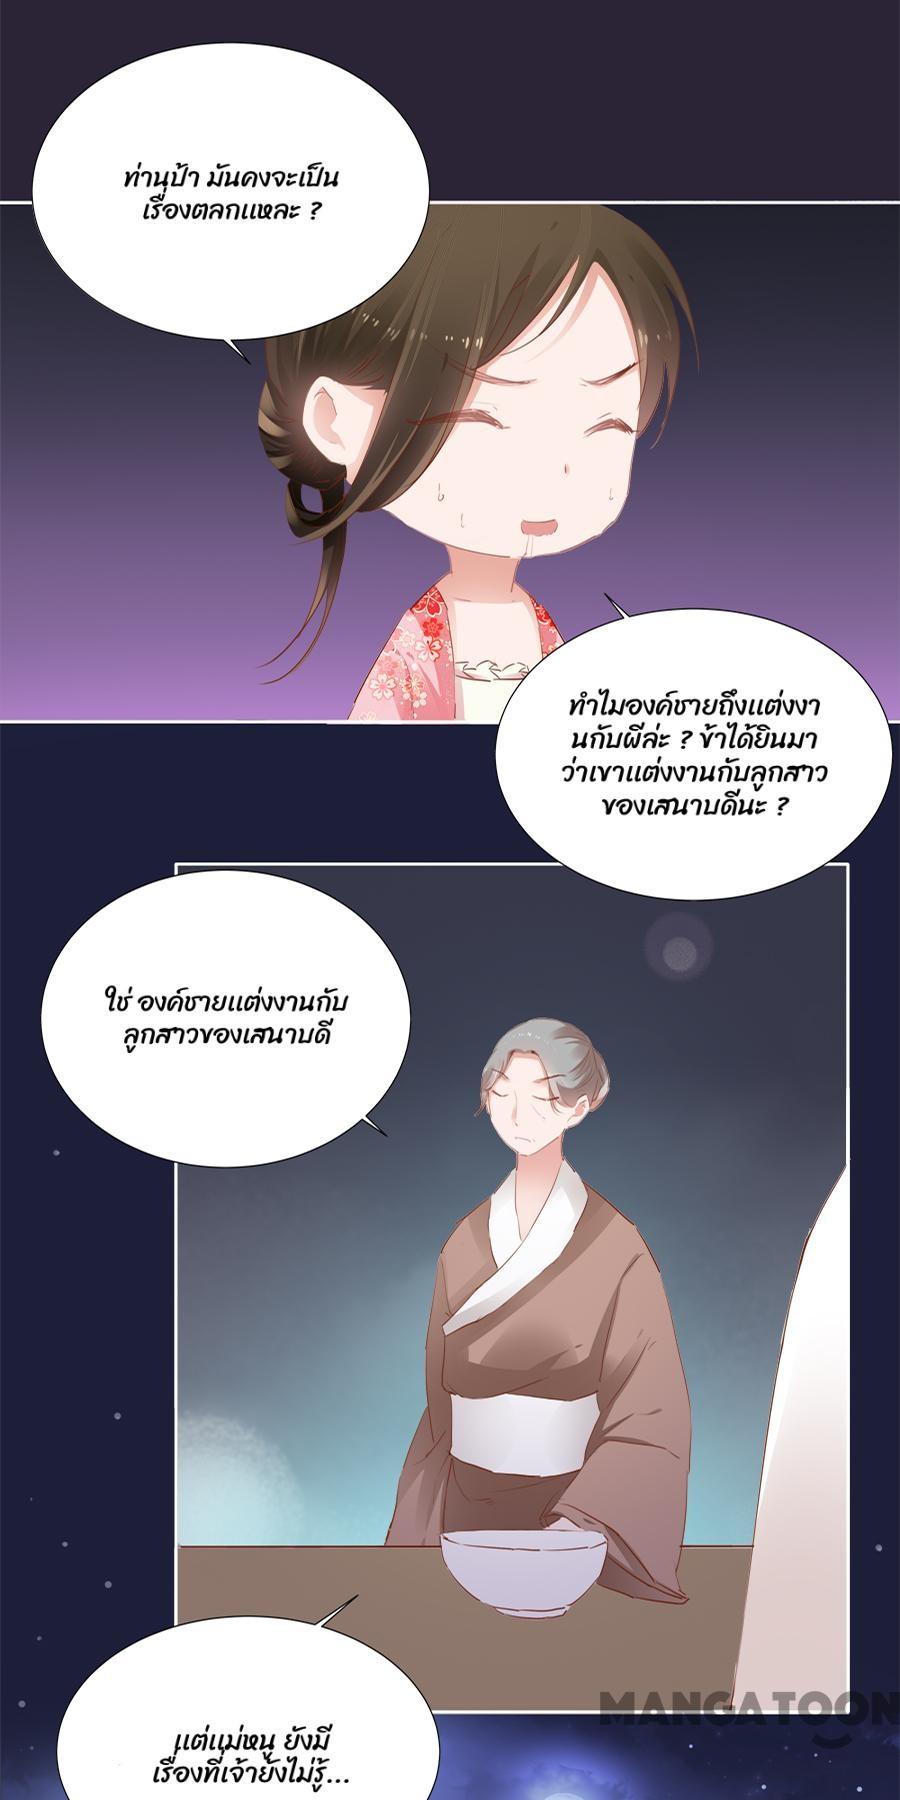 ท่านป้า มันคงจะเป็น
เรื่องตลกแหละ ?
ทำไมองค์ชายถึงแต่งงา
นกับผีล่ะ ? ข้าได้ยินมา
ว่าเขาแต่งงานกับลูกสาว
ของเสนาบดีนะ ?
ใช่ องค์ชายแต่งงานกับ
ลูกสาวของเสนาบดี
MANGATOON
แต่แม่หนู ยังมี
เรื่องที่เจ้ายังไม่รู้...